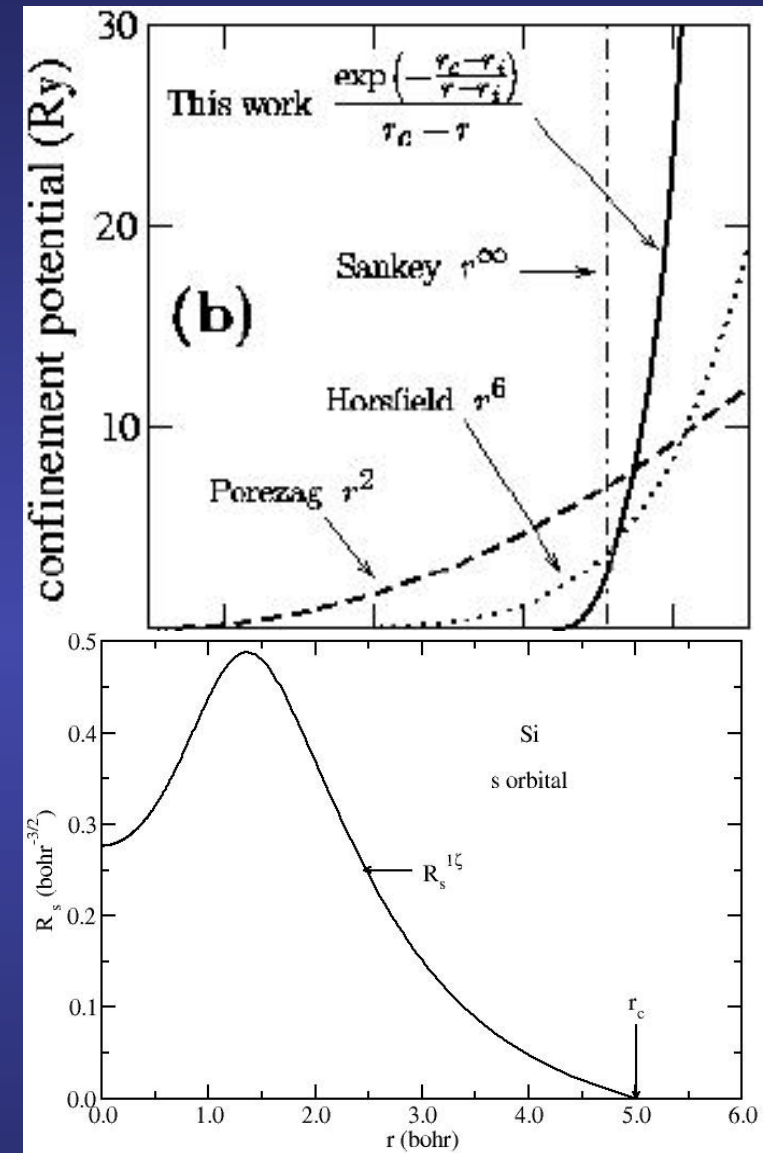 30
20
10
confinement potential (Ry)
This work exp(-\frac{r_c-r_i}{r-r_i})
r_c - r
Sankey r^∞
(b)
Horsfield r^6
Porezag r^2
0.5
0.4
0.3
0.2
0.1
0.0
R_s (bohr^{-3/2})
Si
s orbital
R_s^{1ζ}
r_c
0.0 1.0 2.0 3.0 4.0 5.0 6.0
r (bohr)